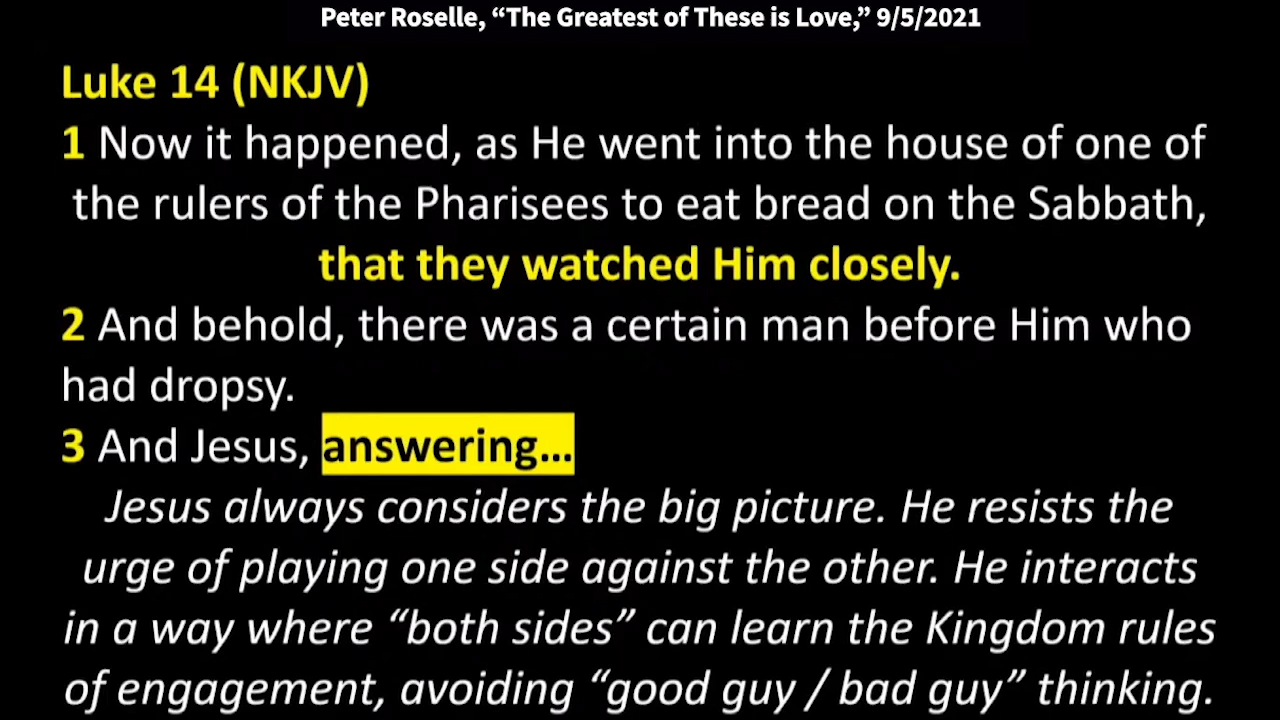 Peter Roselle, “The Greatest of These is Love,” 9/5/2021
Luke 14 (NKJV)
1 Now it happened, as He went into the house of one of
the rulers of the Pharisees to eat bread on the Sabbath,
that they watched Him closely.
2 And behold, there was a certain man before Him who
had dropsy.
3 And Jesus, answering...
Jesus always considers the big picture. He resists the
urge of playing one side against the other. He interacts
in a way where “both sides” can learn the Kingdom rules
of engagement, avoiding “good guy / bad guy” thinking.